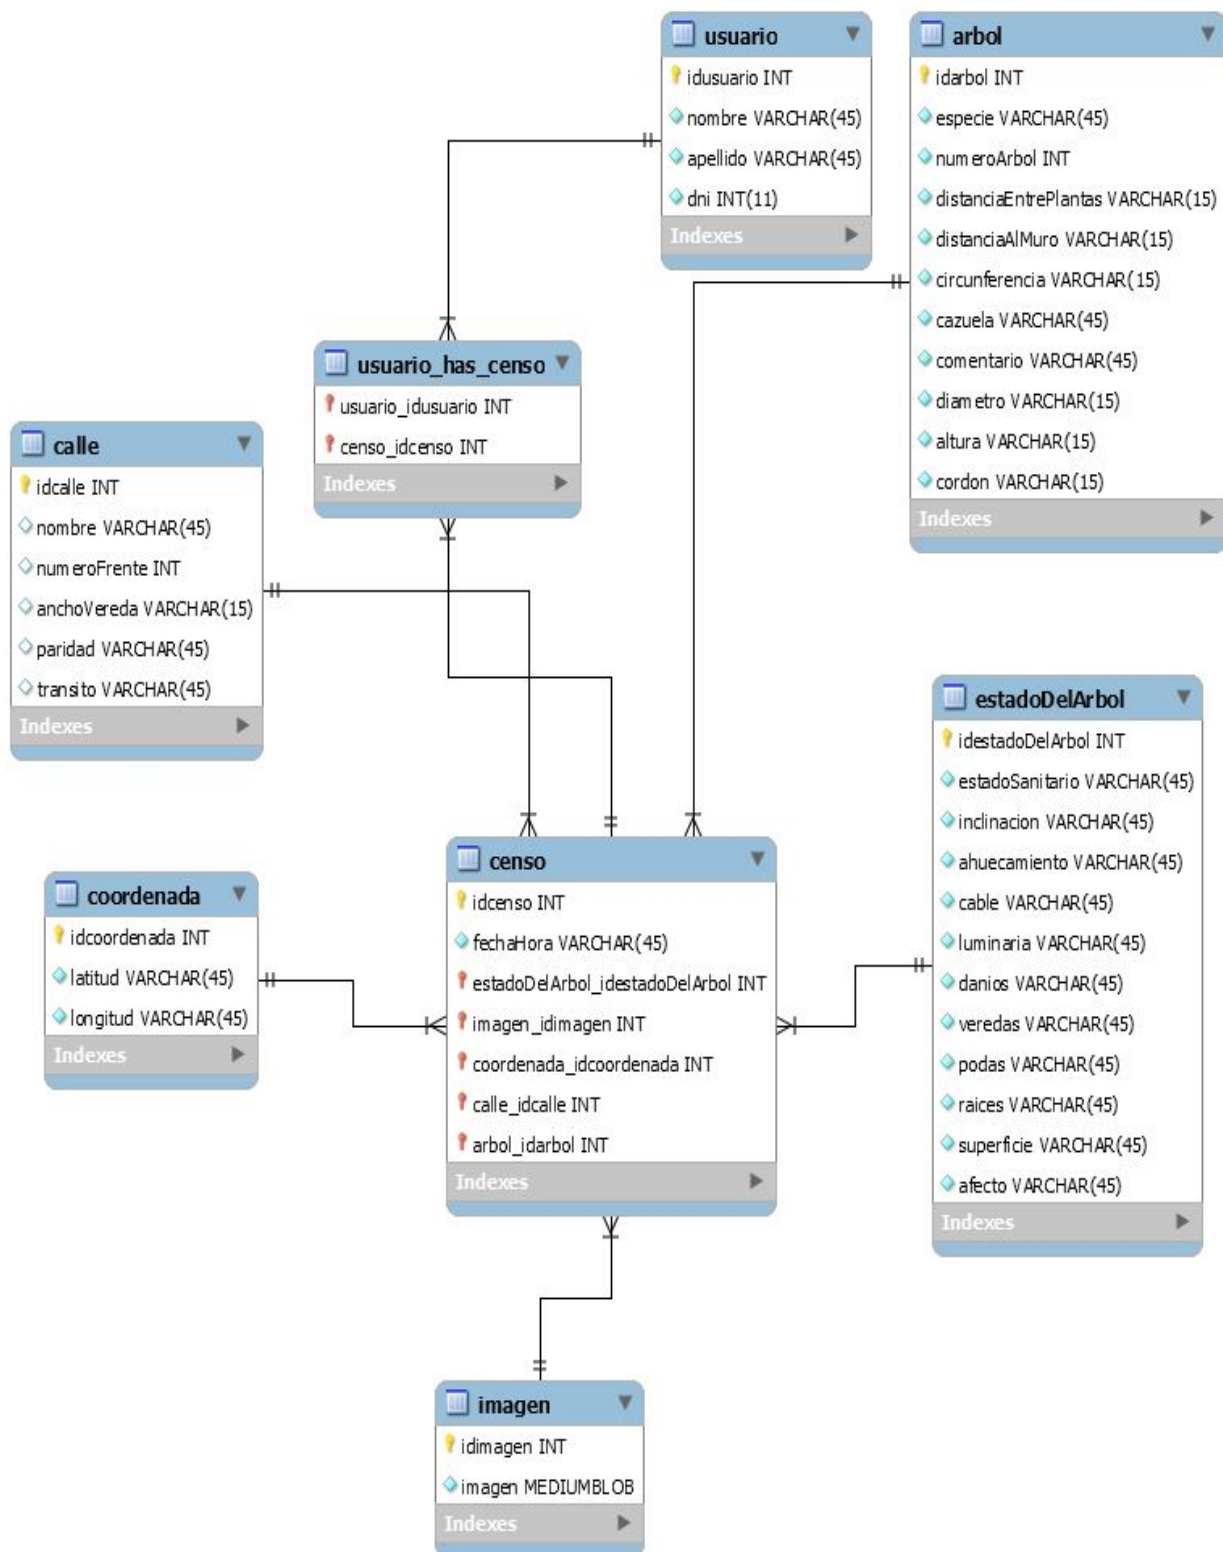 usuario
idusuario INT
nombre VARCHAR(45)
apellido VARCHAR(45)
dni INT(11)
Indexes
arbol
idarbol INT
especie VARCHAR(45)
numeroArbol INT
distanciaEntrePlantas VARCHAR(15)
distanciaAlMuro VARCHAR(15)
circunferencia VARCHAR(15)
cazuela VARCHAR(45)
comentario VARCHAR(45)
diametro VARCHAR(15)
altura VARCHAR(15)
cordon VARCHAR(15)
Indexes
usuario_has_censo
usuario_idusuario INT
censo_idcenso INT
Indexes
calle
idcalle INT
nombre VARCHAR(45)
numeroFrente INT
anchoVereda VARCHAR(15)
paridad VARCHAR(45)
transito VARCHAR(45)
Indexes
estadoDelArbol
idestadoDelArbol INT
estadoSanitario VARCHAR(45)
inclinacion VARCHAR(45)
ahuecamiento VARCHAR(45)
cable VARCHAR(45)
luminaria VARCHAR(45)
danios VARCHAR(45)
veredas VARCHAR(45)
podas VARCHAR(45)
raices VARCHAR(45)
superficie VARCHAR(45)
afecto VARCHAR(45)
Indexes
censo
idcenso INT
fechaHora VARCHAR(45)
estadoDelArbol_idestadoDelArbol INT
imagen_idimagen INT
coordenada_idcoordenada INT
calle_idcalle INT
arbol_idarbol INT
Indexes
coordenada
idcoordenada INT
latitud VARCHAR(45)
longitud VARCHAR(45)
Indexes
imagen
idimagen INT
imagen MEDIUMBLOB
Indexes